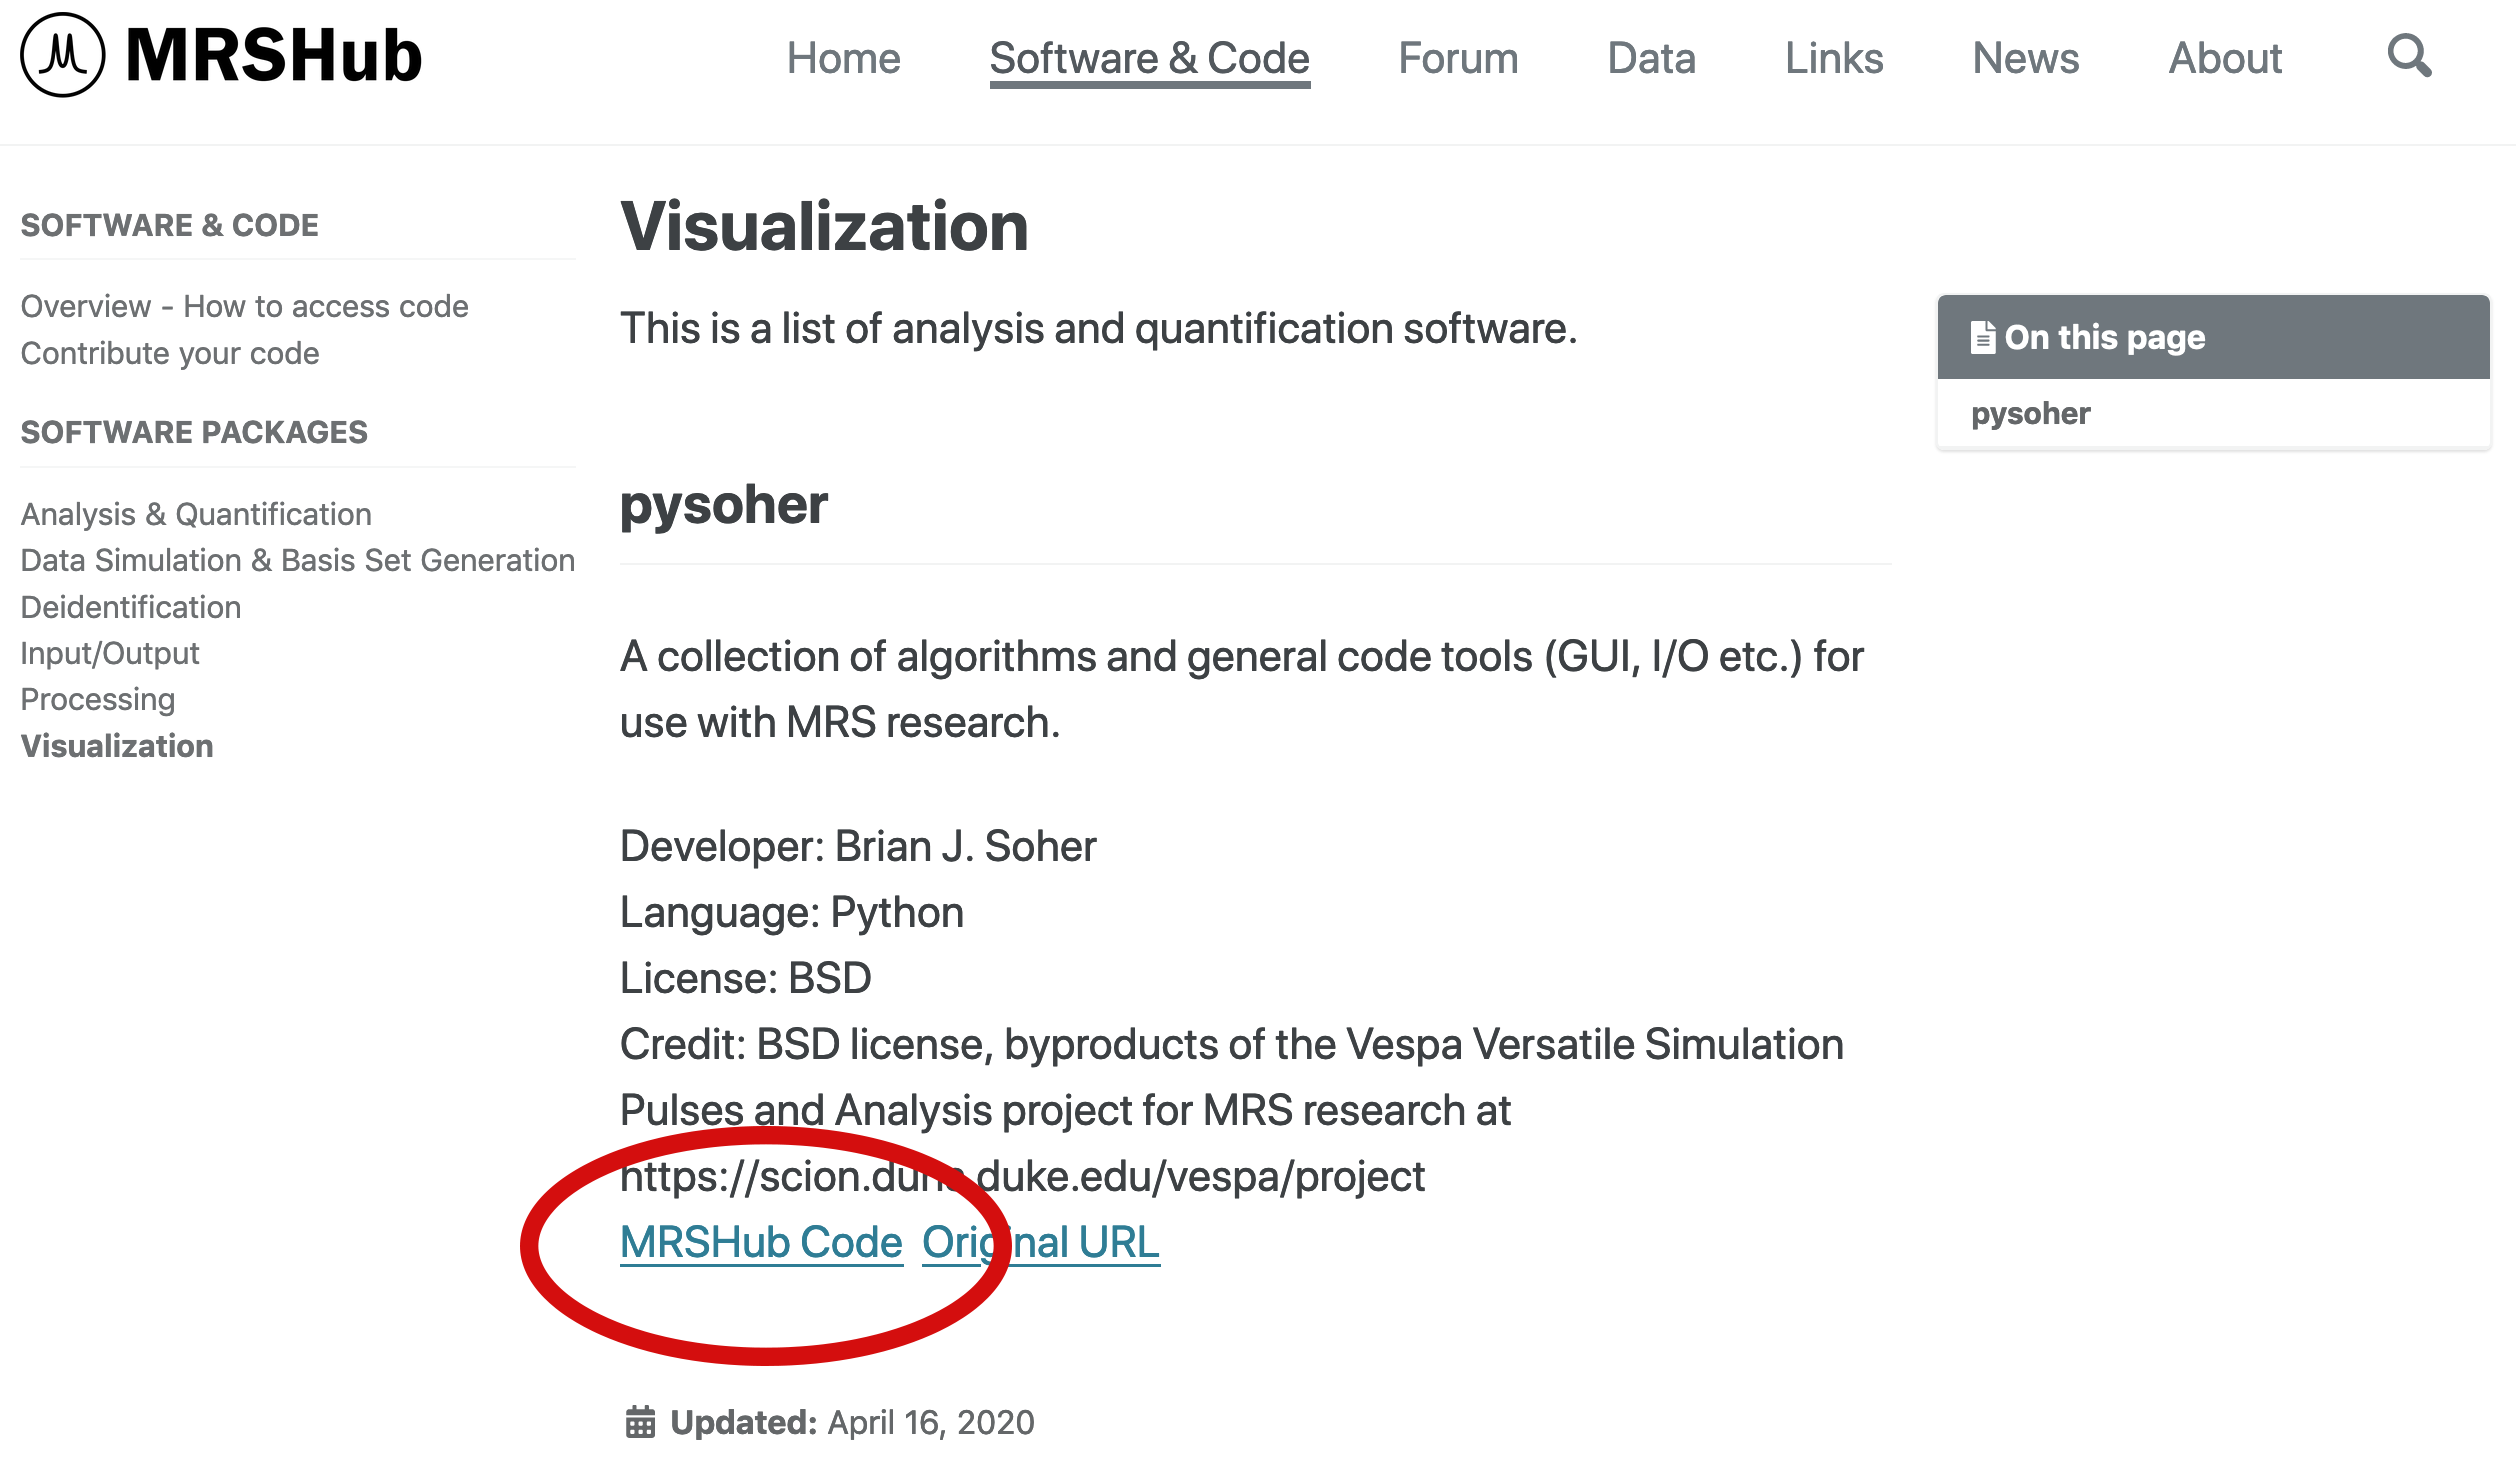 MRSHub
Home Software & Code Forum Data Links News About
SOFTWARE & CODE
Overview - How to access code
Contribute your code
SOFTWARE PACKAGES
Analysis & Quantification
Data Simulation & Basis Set Generation
Deidentification
Input/Output
Processing
Visualization
Visualization
This is a list of analysis and quantification software.
pysoher
A collection of algorithms and general code tools (GUI, I/O etc.) for
use with MRS research.
Developer: Brian J. Soher
Language: Python
License: BSD
Credit: BSD license, byproducts of the Vespa Versatile Simulation
Pulses and Analysis project for MRS research at
https://scion.duhs.duke.edu/vespa/project
MRSHub Code Original URL
Updated: April 16, 2020
On this page
pysoher